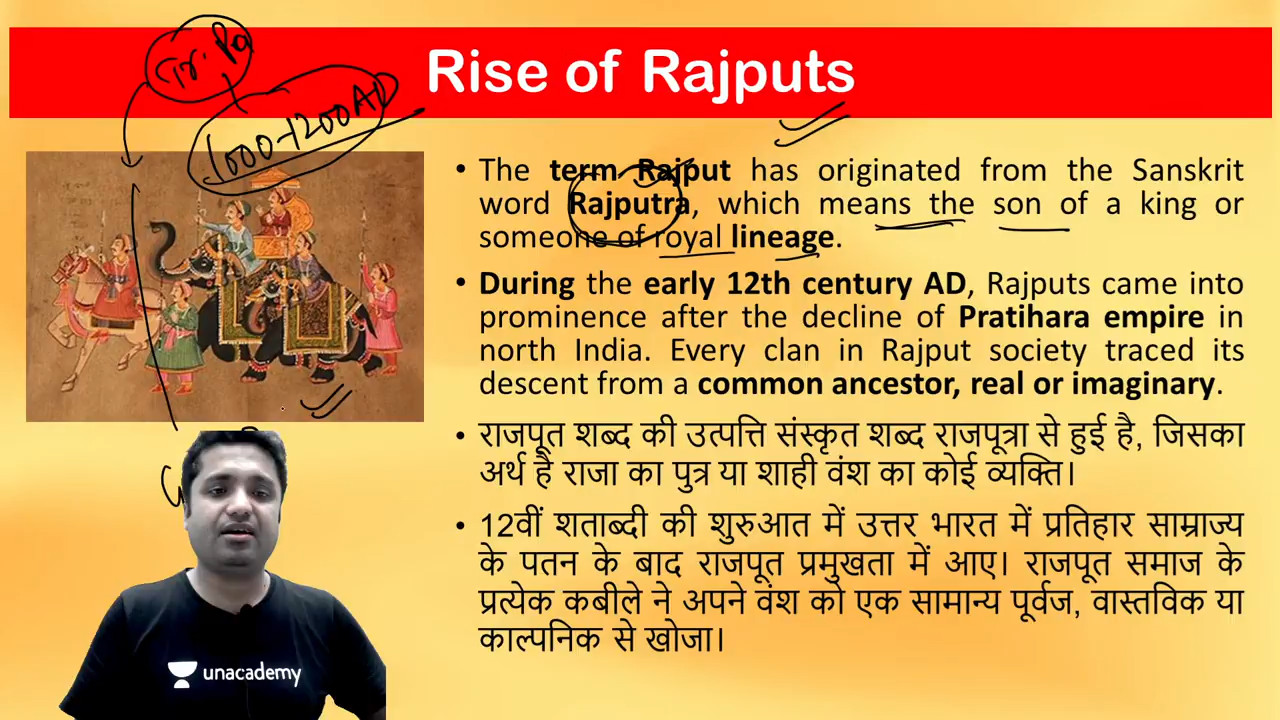 Rise of Rajputs
1000-1200 AD
• The term Rajput has originated from the Sanskrit
word Rajputra, which means the son of a king or
someone of royal lineage.
• During the early 12th century AD, Rajputs came into
prominence after the decline of Pratihara empire in
north India. Every clan in Rajput society traced its
descent from a common ancestor, real or imaginary.
• राजपूत शब्द की उत्पत्ति संस्कृत शब्द राजपूत्रा से हुई है, जिसका
अर्थ है राजा का पुत्र या शाही वंश का कोई व्यक्ति।
• 12वीं शताब्दी की शुरुआत में उत्तर भारत में प्रतिहार साम्राज्य
के पतन के बाद राजपूत प्रमुखता में आए। राजपूत समाज के
प्रत्येक कबीले ने अपने वंश को एक सामान्य पूर्वज, वास्तविक या
काल्पनिक से खोजा।
unacademy